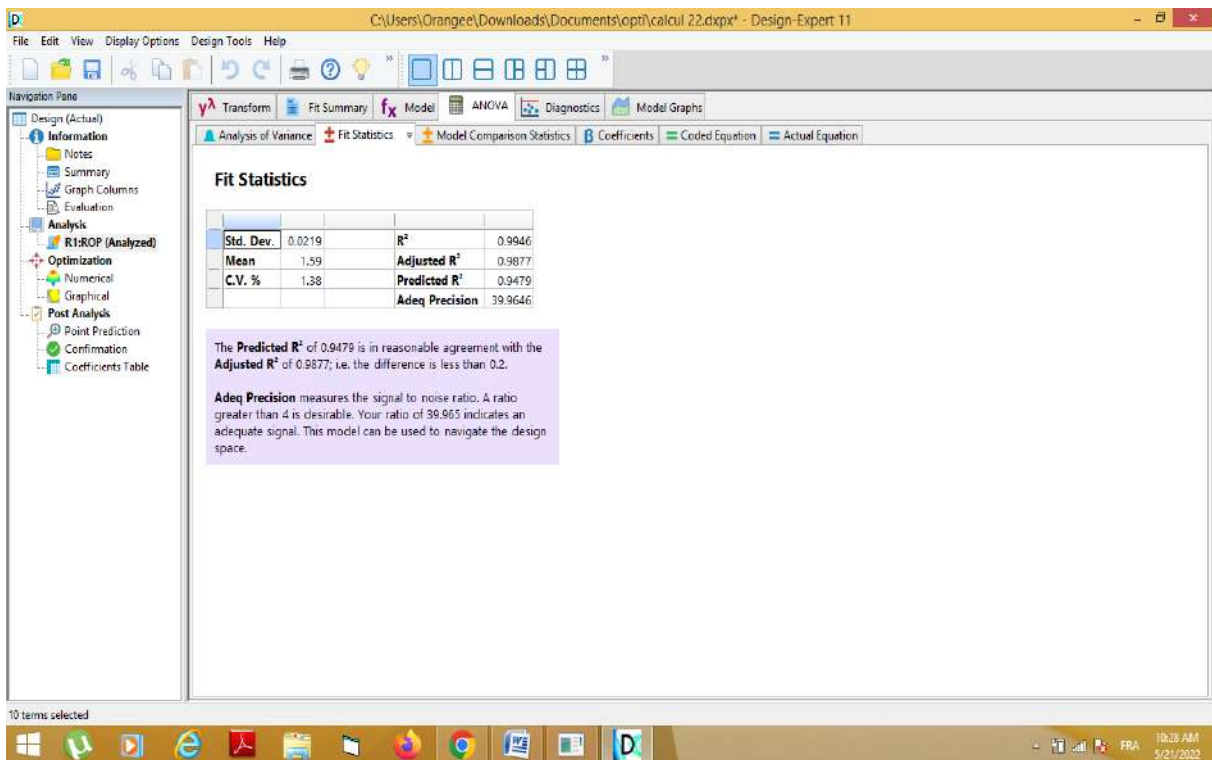 C:\Users\Orangee\Downloads\Documents\opti\calcul 22.dxpx* - Design-Expert 11
File Edit View Display Options Design Tools Help
Navigation Pane
Design (Actual)
Information
Notes
Summary
Graph Columns
Evaluation
Analysis
R1:ROP (Analyzed)
Optimization
Numerical
Graphical
Post Analysis
Point Prediction
Confirmation
Coefficients Table
yλ Transform Fit Summary fx Model ANOVA Diagnostics Model Graphs
Analysis of Variance Fit Statistics Model Comparison Statistics β Coefficients Coded Equation Actual Equation
Fit Statistics
Std. Dev. 0.0219 R² 0.9946
Mean 1.59 Adjusted R² 0.9877
C.V. % 1.38 Predicted R² 0.9479
Adeq Precision 39.9646
The Predicted R² of 0.9479 is in reasonable agreement with the
Adjusted R² of 0.9877; i.e. the difference is less than 0.2.
Adeq Precision measures the signal to noise ratio. A ratio
greater than 4 is desirable. Your ratio of 39.965 indicates an
adequate signal. This model can be used to navigate the design
space.
10 terms selected
FRA
10:28 AM
5/21/2022